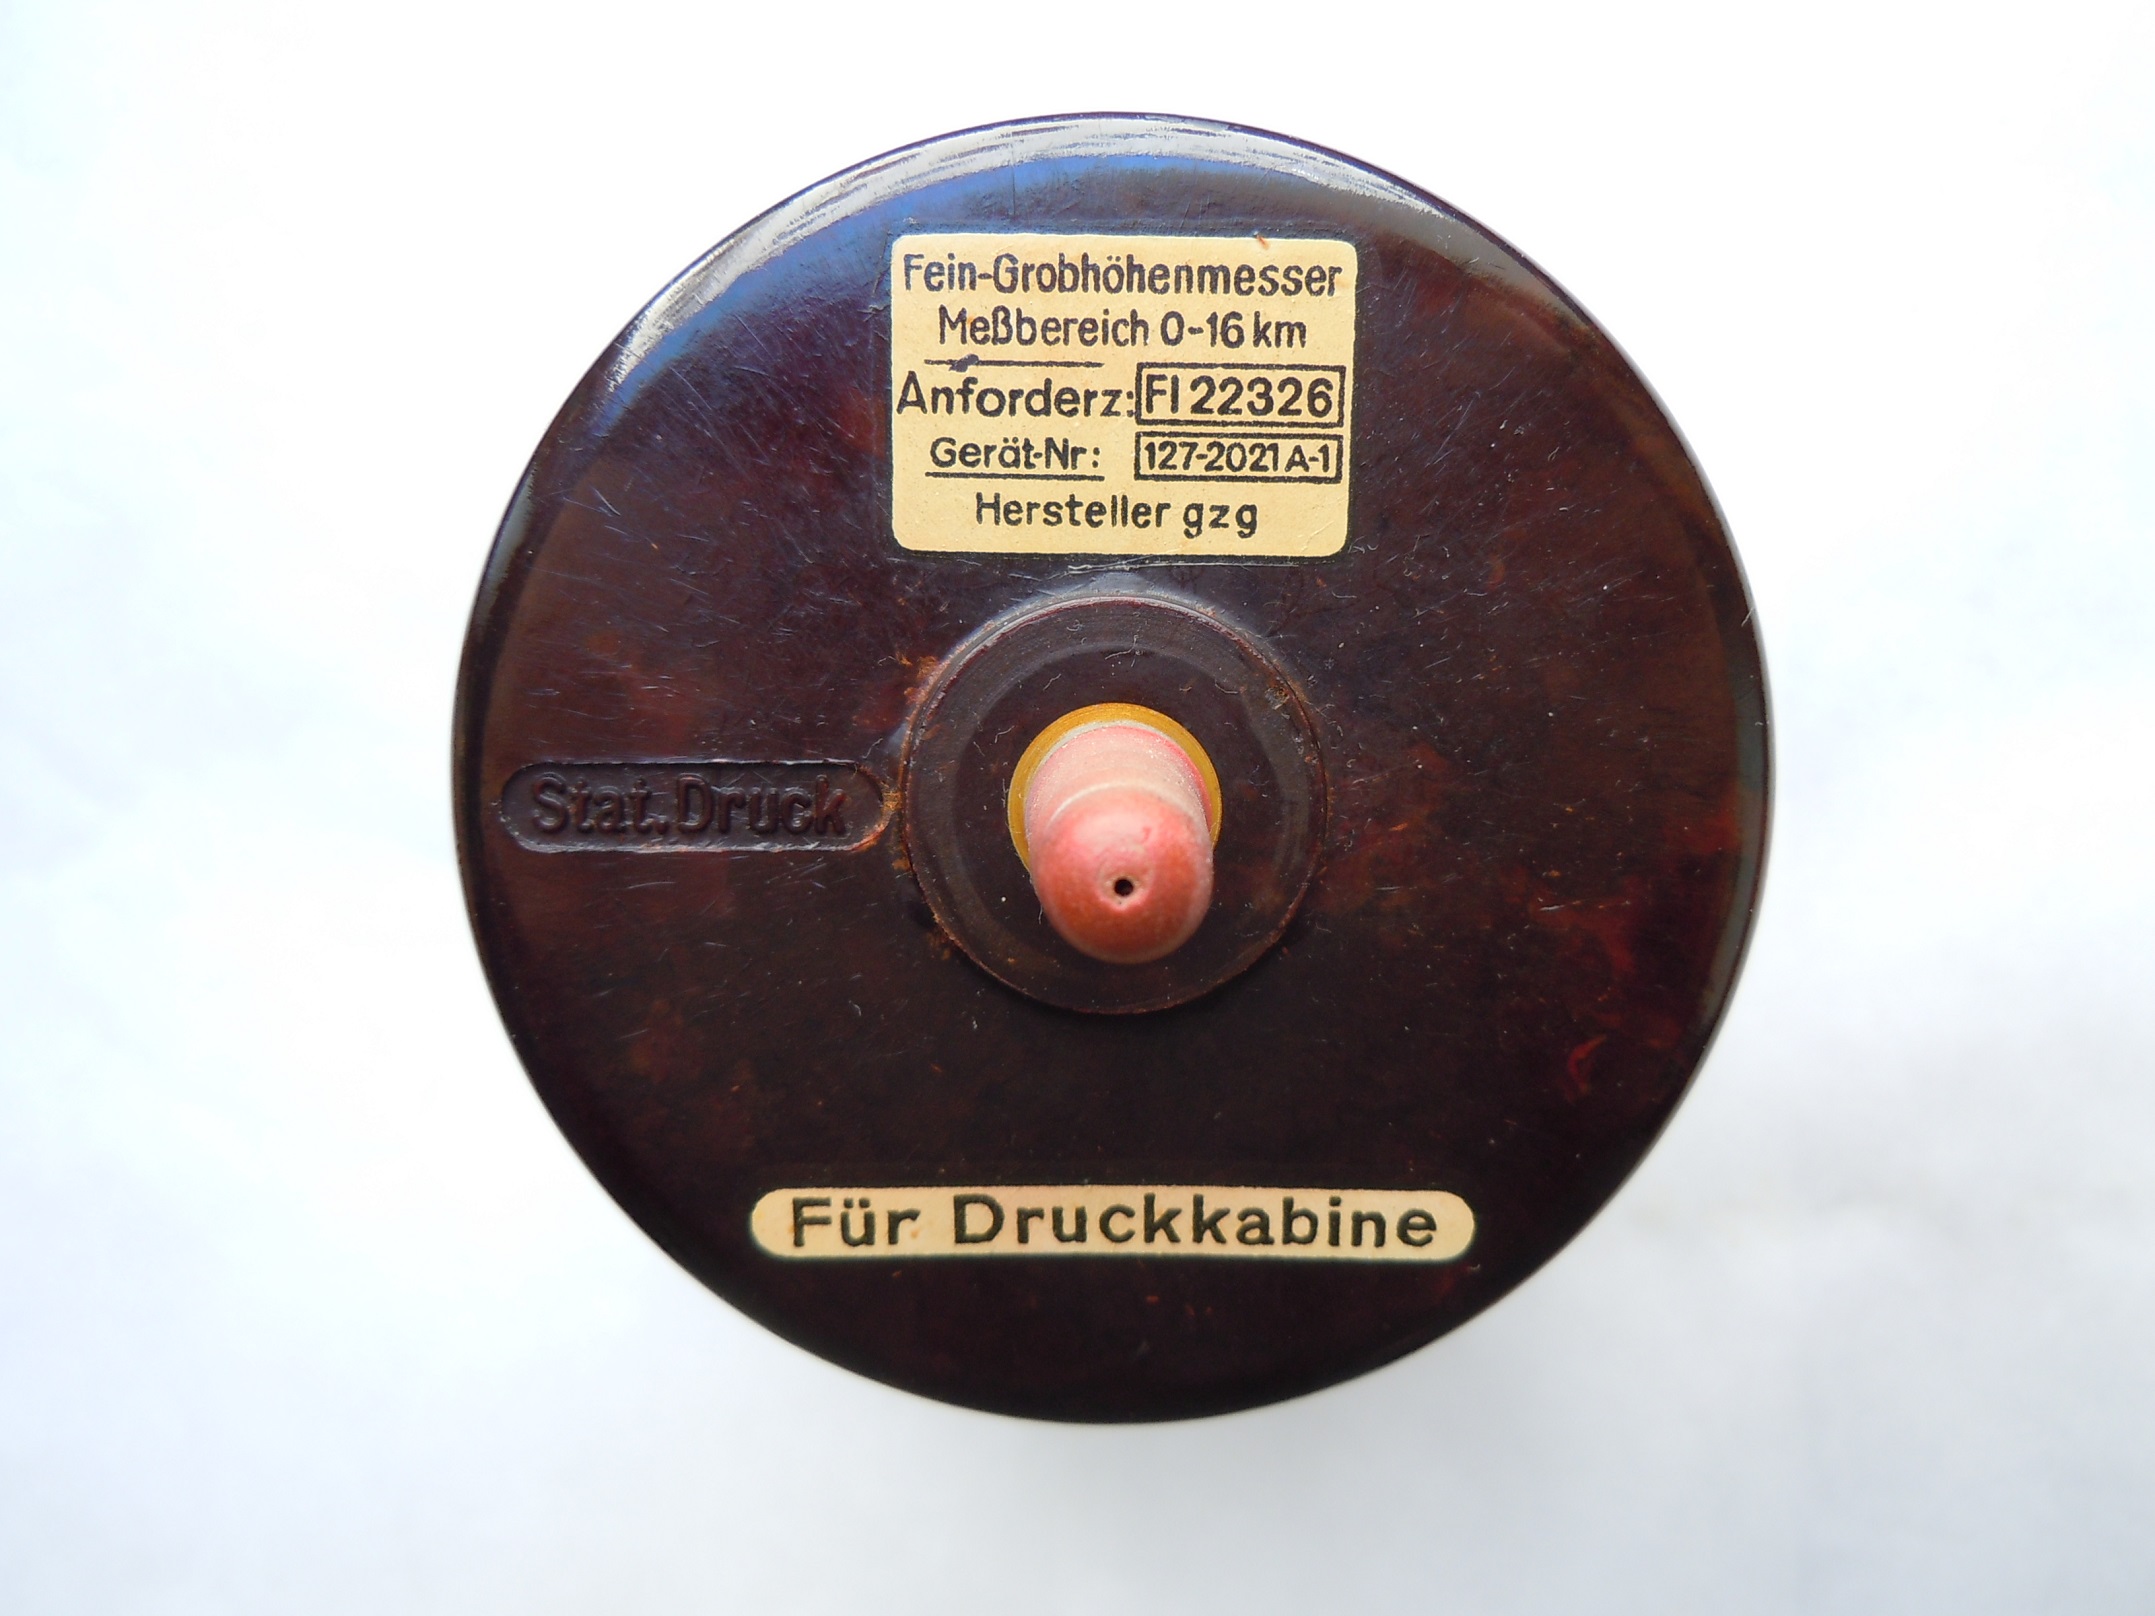 Fein-Grobhöhenmesser
Meßbereich 0-16 km
Anforderz: Fl 22326
Gerät-Nr: 127-2021 A-1
Hersteller gzg
Stat. Druck
Für Druckkabine